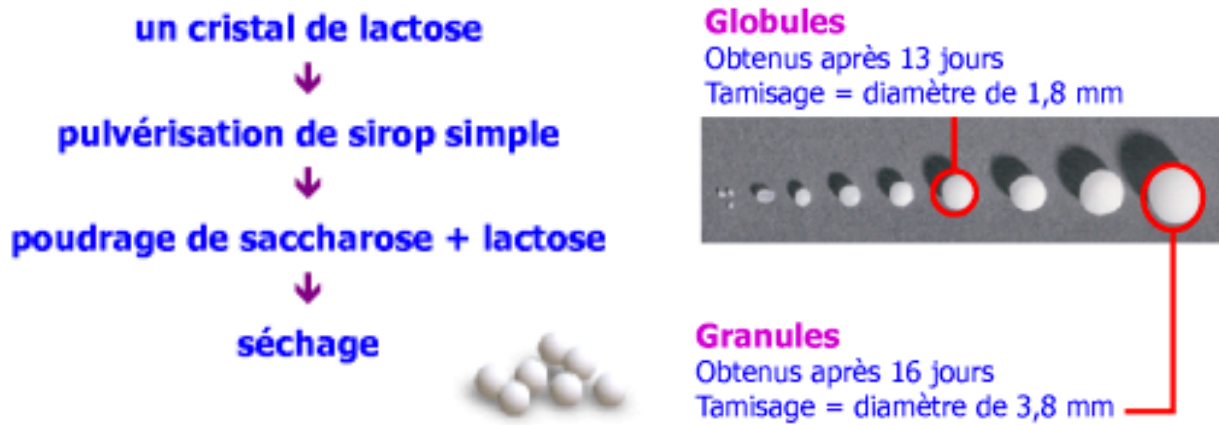 un cristal de lactose
pulvérisation de sirop simple
poudrage de saccharose + lactose
séchage
Globules
Obtenus après 13 jours
Tamisage = diamètre de 1,8 mm
Granules
Obtenus après 16 jours
Tamisage = diamètre de 3,8 mm